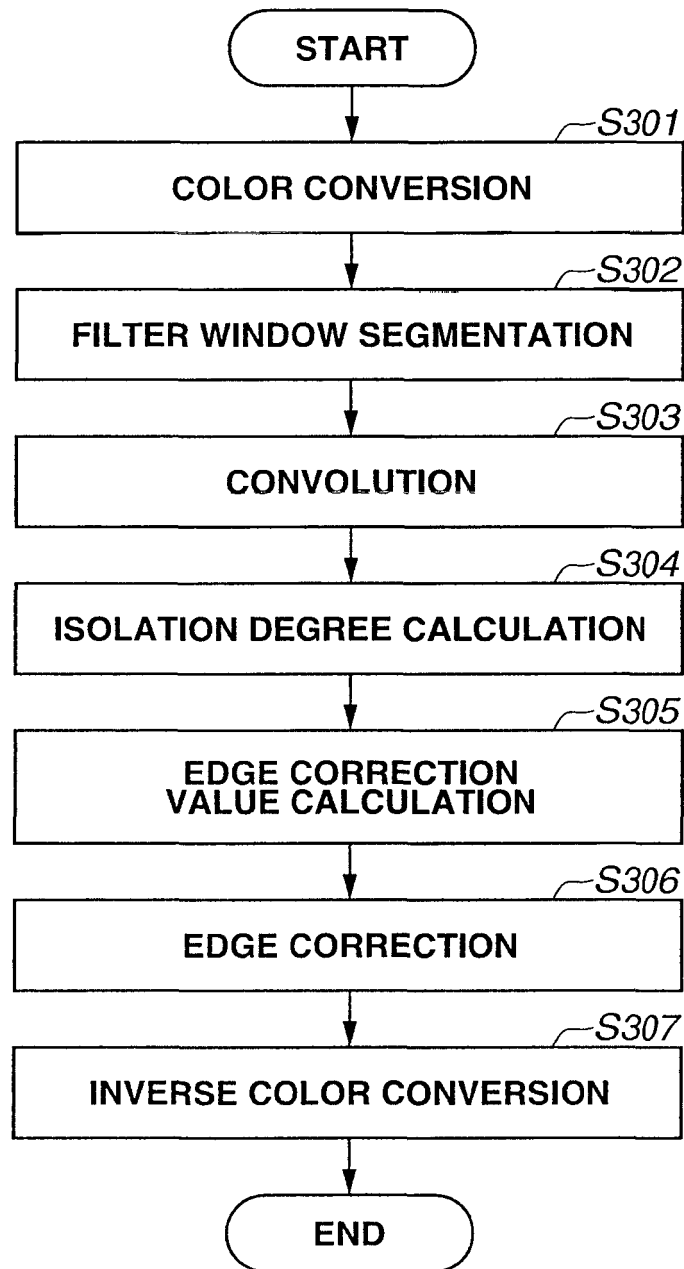 START
S301
COLOR CONVERSION
S302
FILTER WINDOW SEGMENTATION
S303
CONVOLUTION
S304
ISOLATION DEGREE CALCULATION
S305
EDGE CORRECTION
VALUE CALCULATION
S306
EDGE CORRECTION
S307
INVERSE COLOR CONVERSION
END